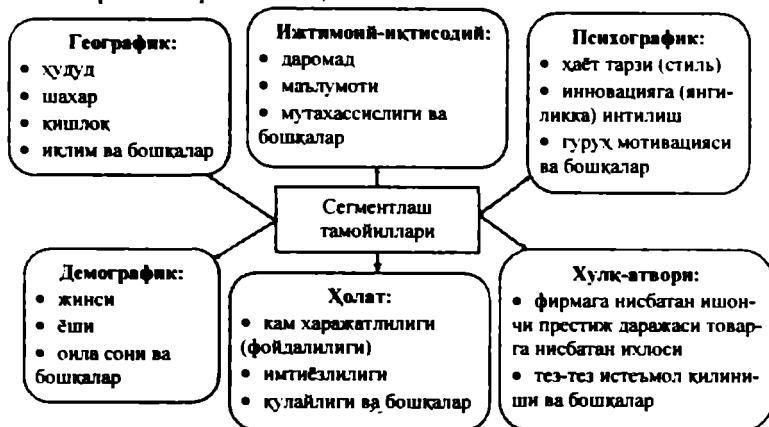 Географик:
• ҳудуд
• шаҳар
• қишлоқ
• иқлим ва бошқалар
Ижтимоий-иқтисодий:
• даромад
• маълумоти
• мутахассислиги ва
бошқалар
Психографик:
• ҳаёт тарзи (стиль)
• инновацияга (янги-
ликка) интилиш
• гуруҳ мотивацияси
ва бошқалар
Сегментлаш
тамойиллари
Демографик:
• жинси
• ёши
• оила сони ва
бошқалар
Ҳолат:
• кам харажатлилиги
(фойдалилиги)
• имтиёзлилиги
• қулайлиги ва бошқалар
Хулқ-атвори:
• фирмага нисбатан ишон-
чи престиж даражаси товар-
га нисбатан ихлоси
• тез-тез истеъмол қилини-
ши ва бошқалар